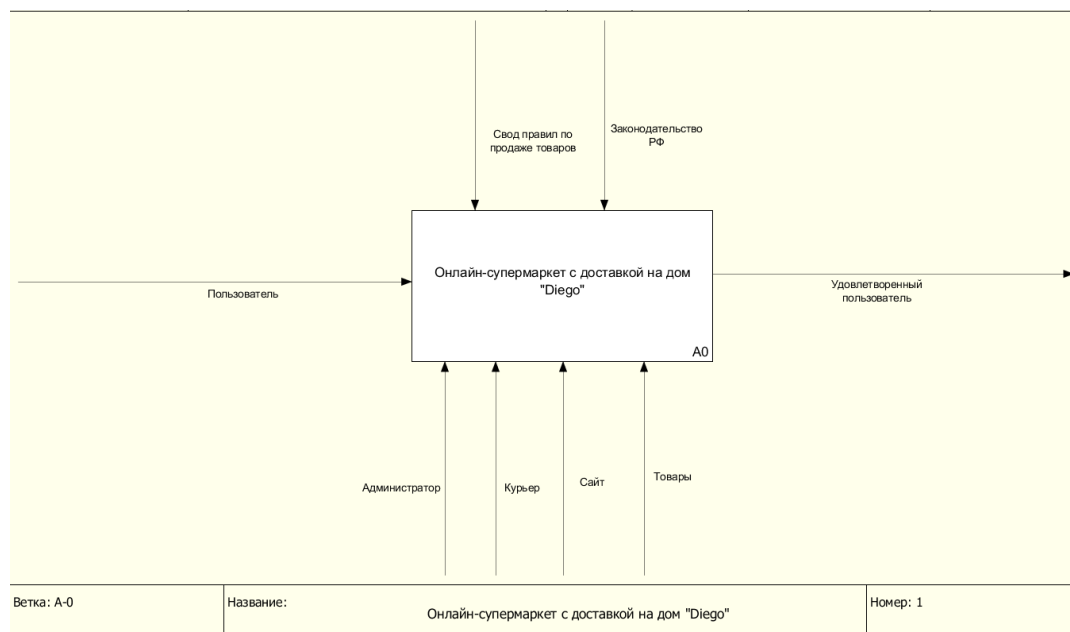 Свод правил по
продаже товаров
Законодательство
РФ
Онлайн-супермаркет с доставкой на дом
"Diego"
A0
Пользователь
Удовлетворенный
пользователь
Администратор
Курьер
Сайт
Товары
Ветка: A-0
Название:
Онлайн-супермаркет с доставкой на дом "Diego"
Номер: 1